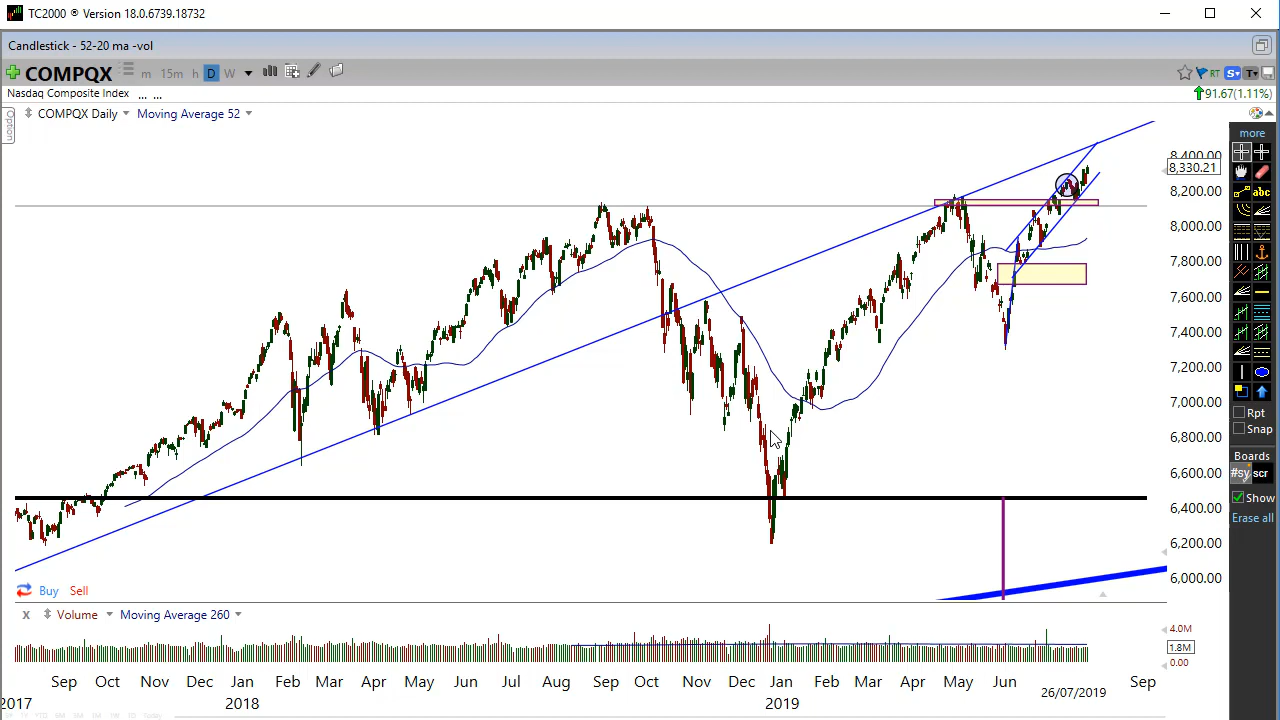 TC2000 ® Version 18.0.6739.18732
Candlestick - 52-20 ma -vol
COMPQX m 15m h D W
S T
RT
Nasdaq Composite Index ... ...
91.67(1.11%)
Option
COMPQX Daily Moving Average 52
more
abc
8,400.00
8,330.21
8,200.00
8,000.00
7,800.00
7,600.00
7,400.00
7,200.00
7,000.00
6,800.00
6,600.00
6,400.00
6,200.00
6,000.00
Rpt
Snap
Boards
#sy scr
Show
Erase all
Buy Sell
X Volume Moving Average 260
4.0M
1.8M
0.00
Sep Oct Nov Dec Jan Feb Mar Apr May Jun Jul Aug Sep Oct Nov Dec Jan Feb Mar Apr May Jun 26/07/2019 Sep
2017 2018 2019